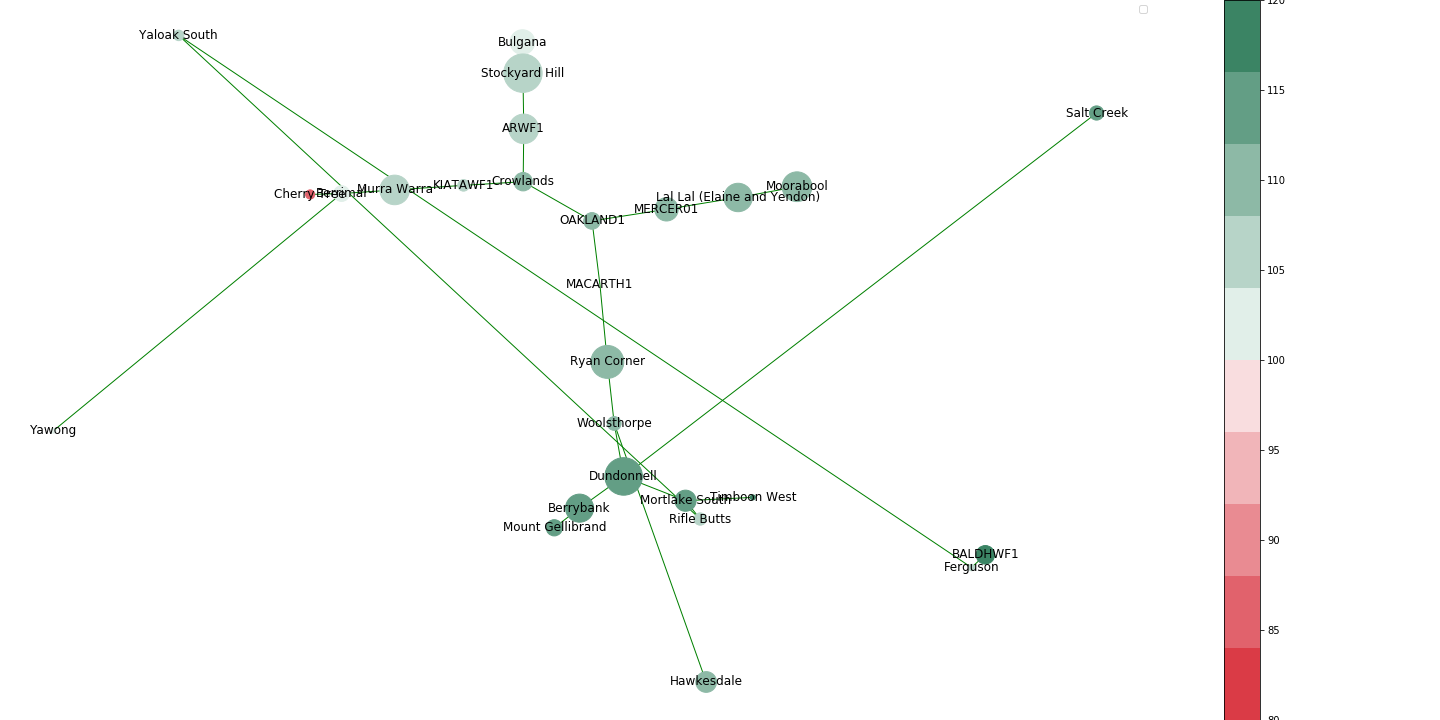 120
Yaloak South
Bulgana
Stockyard Hill
115
Salt Creek
ARWF1
110
Crowlands
KIATAWF1
Murra Warra
Cherry Tree
Moorabool
Lal Lal (Elaine and Yendon)
MERCER01
OAKLAND1
105
MACARTH1
100
Ryan Corner
Woolsthorpe
Yawong
95
Dundonnell
Timboon West
Mortlake South
Berrybank
Rifle Butts
Mount Gellibrand
90
BALDHWF1
Ferguson
85
Hawkesdale
80